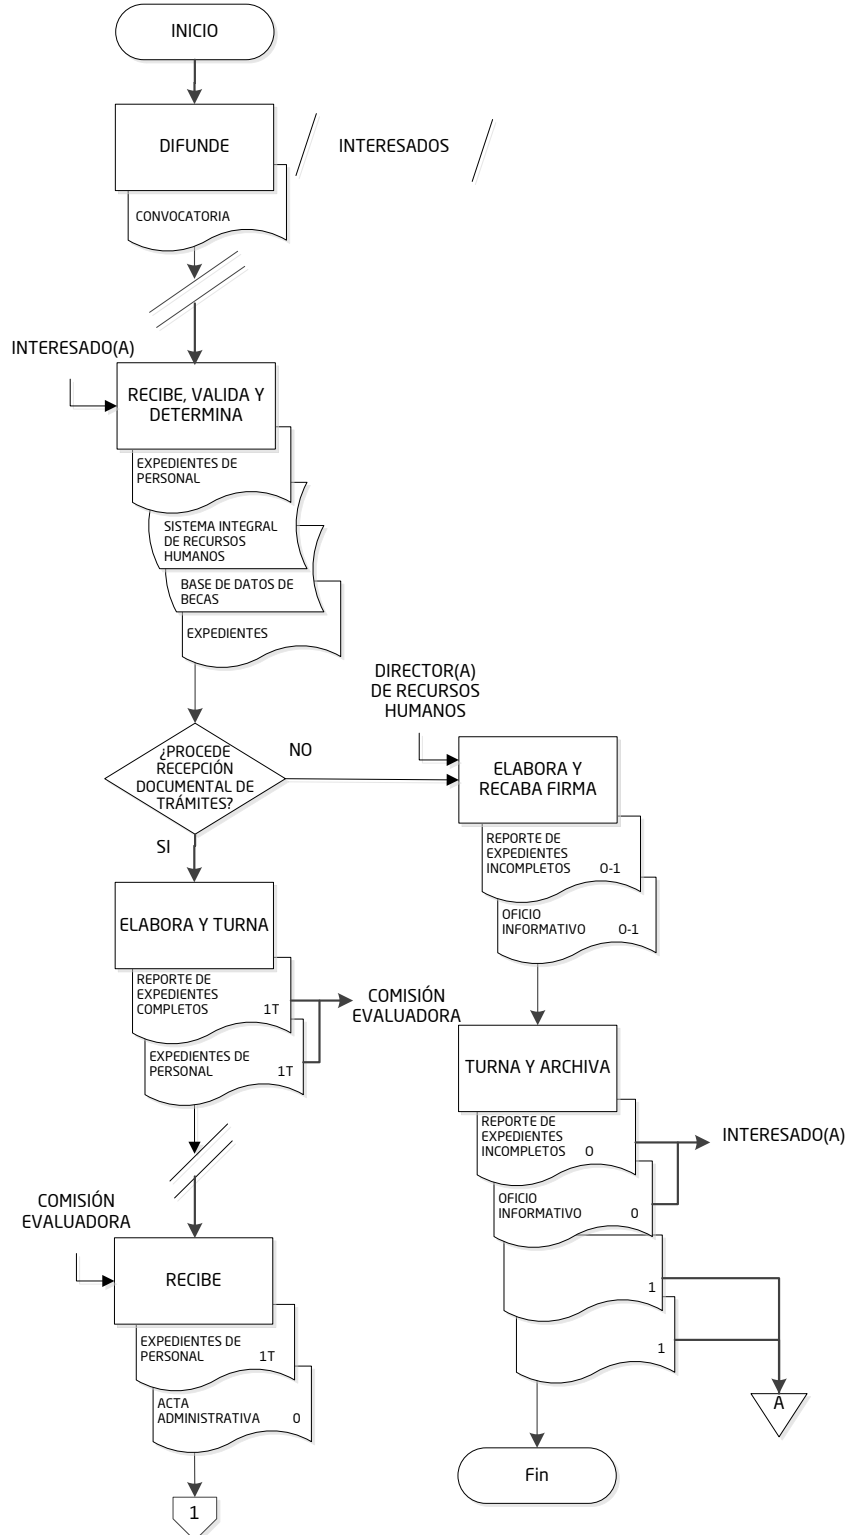 INICIO
DIFUNDE
INTERESADOS
CONVOCATORIA
INTERESADO(A)
RECIBE, VALIDA Y
DETERMINA
EXPEDIENTES DE
PERSONAL
SISTEMA INTEGRAL
DE RECURSOS
HUMANOS
BASE DE DATOS DE
BECAS
EXPEDIENTES
¿PROCEDE
RECEPCIÓN
DOCUMENTAL DE
TRÁMITES?
NO
SI
DIRECTOR(A)
DE RECURSOS
HUMANOS
ELABORA Y
RECABA FIRMA
REPORTE DE
EXPEDIENTES
INCOMPLETOS 0-1
OFICIO
INFORMATIVO 0-1
ELABORA Y TURNA
REPORTE DE
EXPEDIENTES
COMPLETOS 1T
EXPEDIENTES DE
PERSONAL 1T
COMISIÓN
EVALUADORA
TURNA Y ARCHIVA
REPORTE DE
EXPEDIENTES
INCOMPLETOS 0
OFICIO
INFORMATIVO 0
INTERESADO(A)
1
1
A
Fin
COMISIÓN
EVALUADORA
RECIBE
EXPEDIENTES DE
PERSONAL 1T
ACTA
ADMINISTRATIVA 0
1